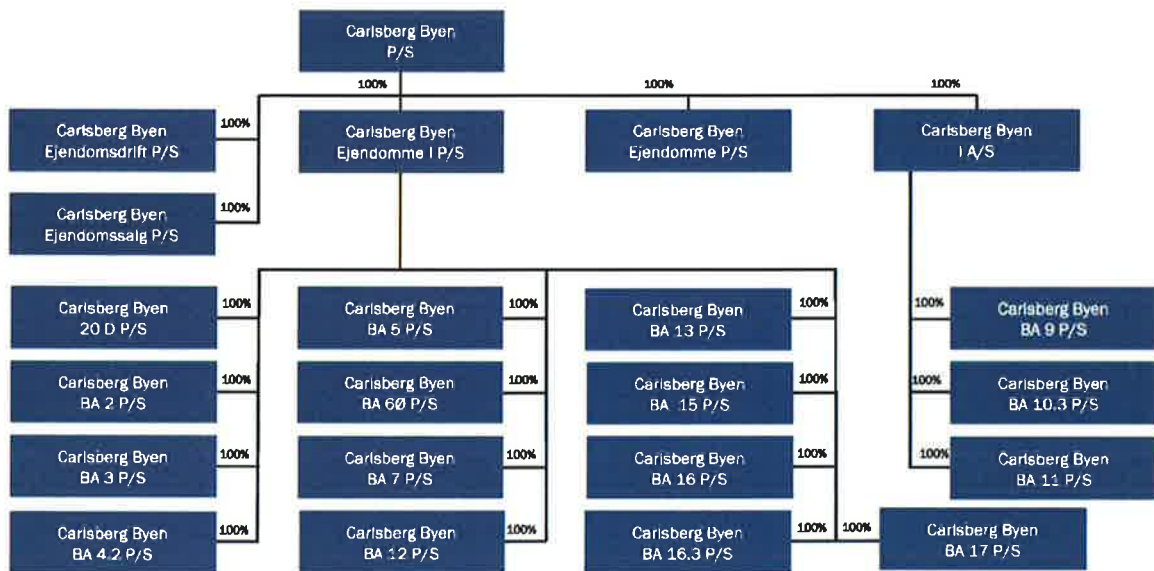 Carlsberg Byen
P/S
100%
100%
100%
100%
Carlsberg Byen
Ejendomsdrift P/S
100%
Carlsberg Byen
Ejendomme I P/S
Carlsberg Byen
Ejendomme P/S
Carlsberg Byen
I A/S
Carlsberg Byen
Ejendomssalg P/S
100%
Carlsberg Byen
20 D P/S
100%
Carlsberg Byen
BA 5 P/S
100%
Carlsberg Byen
BA 13 P/S
100%
100%
Carlsberg Byen
BA 9 P/S
Carlsberg Byen
BA 2 P/S
100%
Carlsberg Byen
BA 6Ø P/S
100%
Carlsberg Byen
BA 15 P/S
100%
100%
Carlsberg Byen
BA 10.3 P/S
Carlsberg Byen
BA 3 P/S
100%
Carlsberg Byen
BA 7 P/S
100%
Carlsberg Byen
BA 16 P/S
100%
100%
Carlsberg Byen
BA 11 P/S
Carlsberg Byen
BA 4.2 P/S
100%
Carlsberg Byen
BA 12 P/S
100%
Carlsberg Byen
BA 16.3 P/S
100%
100%
Carlsberg Byen
BA 17 P/S